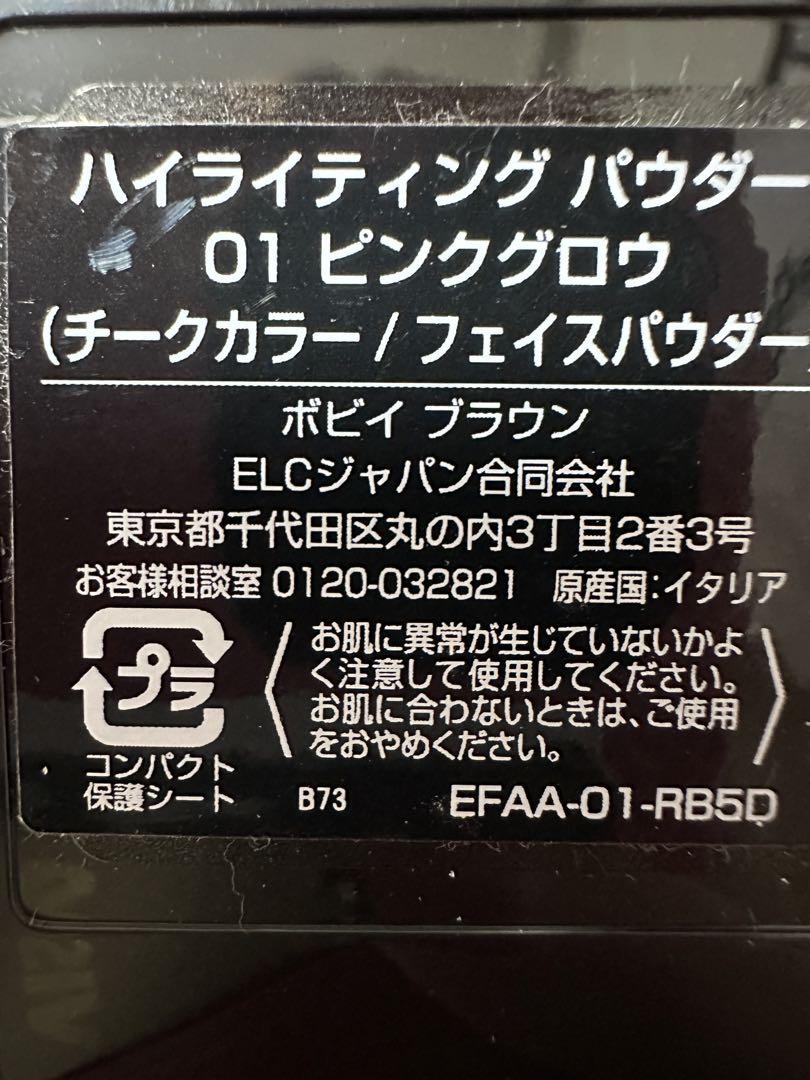 ハイライティング パウダー
01 ピンクグロウ
(チークカラー / フェイスパウダー)
ボビイ ブラウン
ELCジャパン合同会社
東京都千代田区丸の内3丁目2番3号
お客様相談室 0120-032821 原産国:イタリア
お肌に異常が生じていないかよ
く注意して使用してください。
お肌に合わないときは、ご使用
をおやめください。
プラ
コンパクト
保護シート
B73
EFAA-01-RB5D